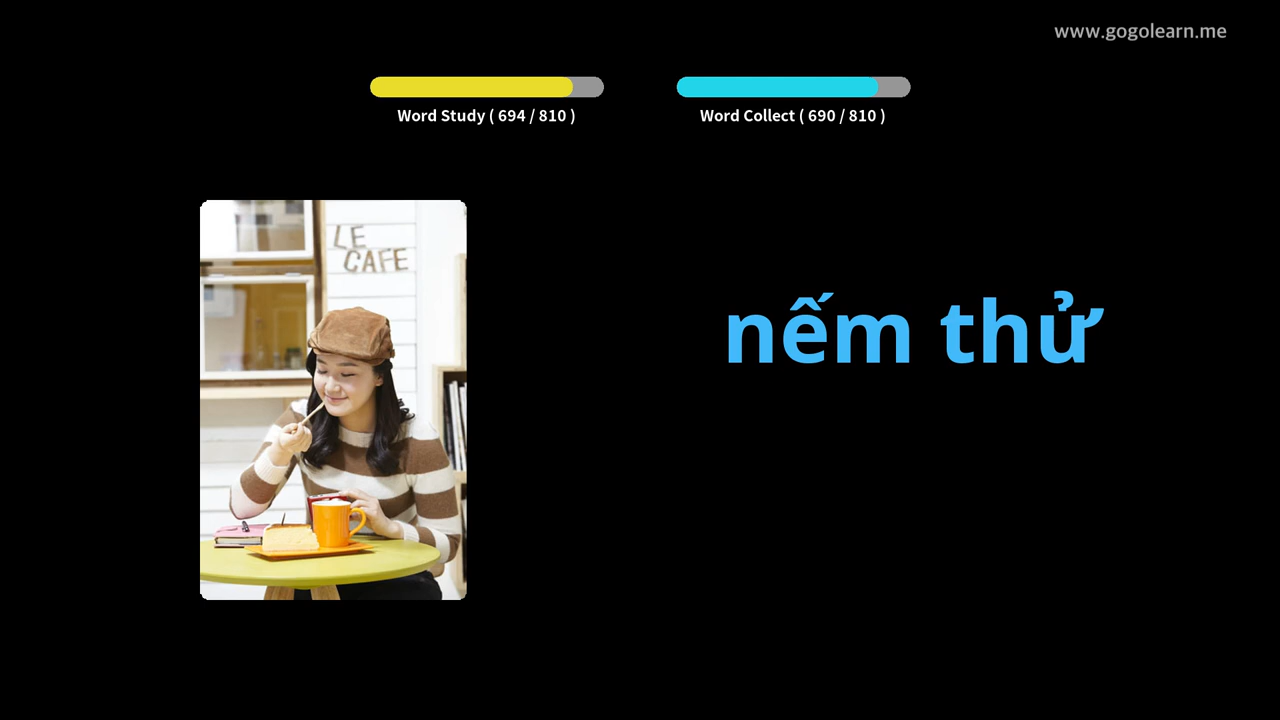 www.gogolearn.me
Word Study ( 694 / 810 )
Word Collect ( 690 / 810 )
LE
CAFE
nếm thử